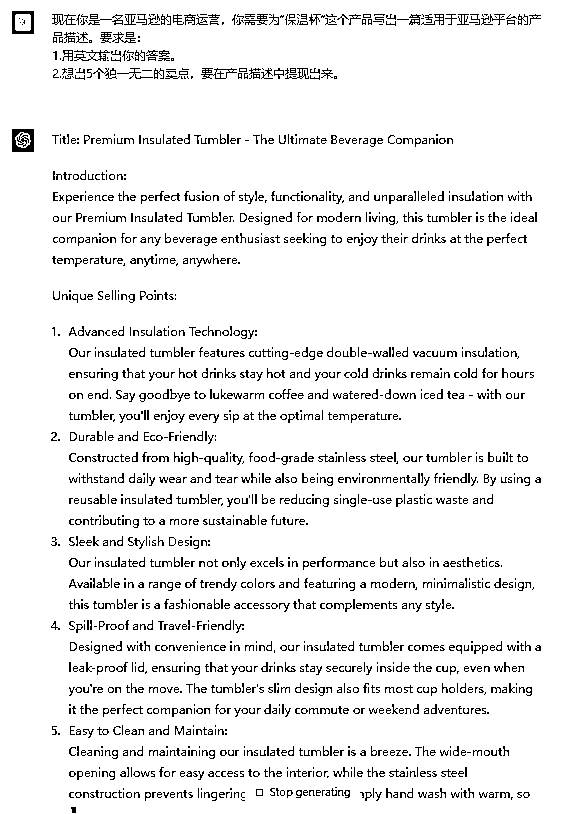 现在你是一名亚马逊的电商运营，你需要为“保温杯”这个产品写出一篇适用于亚马逊平台的产
品描述。要求是：
1.用英文输出你的答案。
2.想出5个独一无二的卖点，要在产品描述中提现出来。
Title: Premium Insulated Tumbler - The Ultimate Beverage Companion
Introduction:
Experience the perfect fusion of style, functionality, and unparalleled insulation with
our Premium Insulated Tumbler. Designed for modern living, this tumbler is the ideal
companion for any beverage enthusiast seeking to enjoy their drinks at the perfect
temperature, anytime, anywhere.
Unique Selling Points:
1. Advanced Insulation Technology:
Our insulated tumbler features cutting-edge double-walled vacuum insulation,
ensuring that your hot drinks stay hot and your cold drinks remain cold for hours
on end. Say goodbye to lukewarm coffee and watered-down iced tea - with our
tumbler, you'll enjoy every sip at the optimal temperature.
2. Durable and Eco-Friendly:
Constructed from high-quality, food-grade stainless steel, our tumbler is built to
withstand daily wear and tear while also being environmentally friendly. By using a
reusable insulated tumbler, you'll be reducing single-use plastic waste and
contributing to a more sustainable future.
3. Sleek and Stylish Design:
Our insulated tumbler not only excels in performance but also in aesthetics.
Available in a range of trendy colors and featuring a modern, minimalistic design,
this tumbler is a fashionable accessory that complements any style.
4. Spill-Proof and Travel-Friendly:
Designed with convenience in mind, our insulated tumbler comes equipped with a
leak-proof lid, ensuring that your drinks stay securely inside the cup, even when
you're on the move. The tumbler's slim design also fits most cup holders, making
it the perfect companion for your daily commute or weekend adventures.
5. Easy to Clean and Maintain:
Cleaning and maintaining our insulated tumbler is a breeze. The wide-mouth
opening allows for easy access to the interior, while the stainless steel
construction prevents lingering Stop generating ply hand wash with warm, so